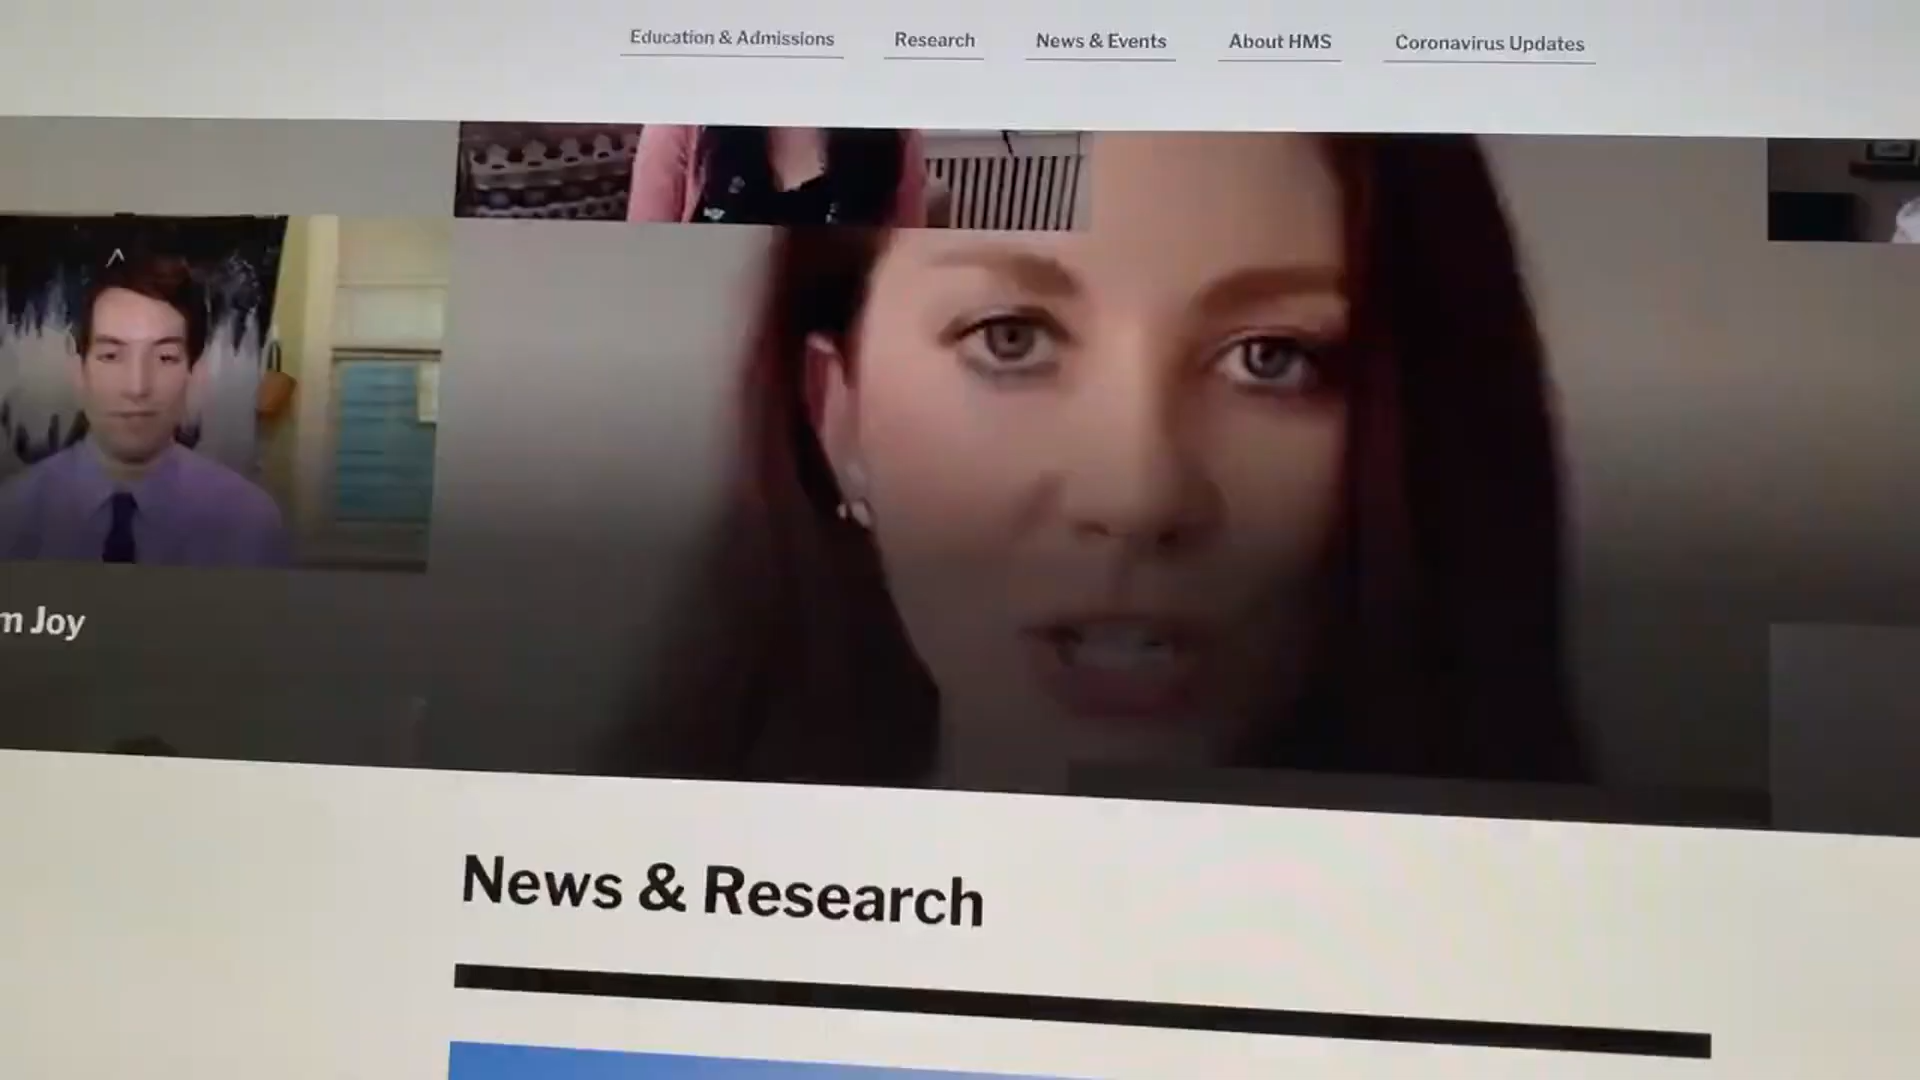 Education & Admissions
Research
News & Events
About HMS
Coronavirus Updates
m Joy
News & Research